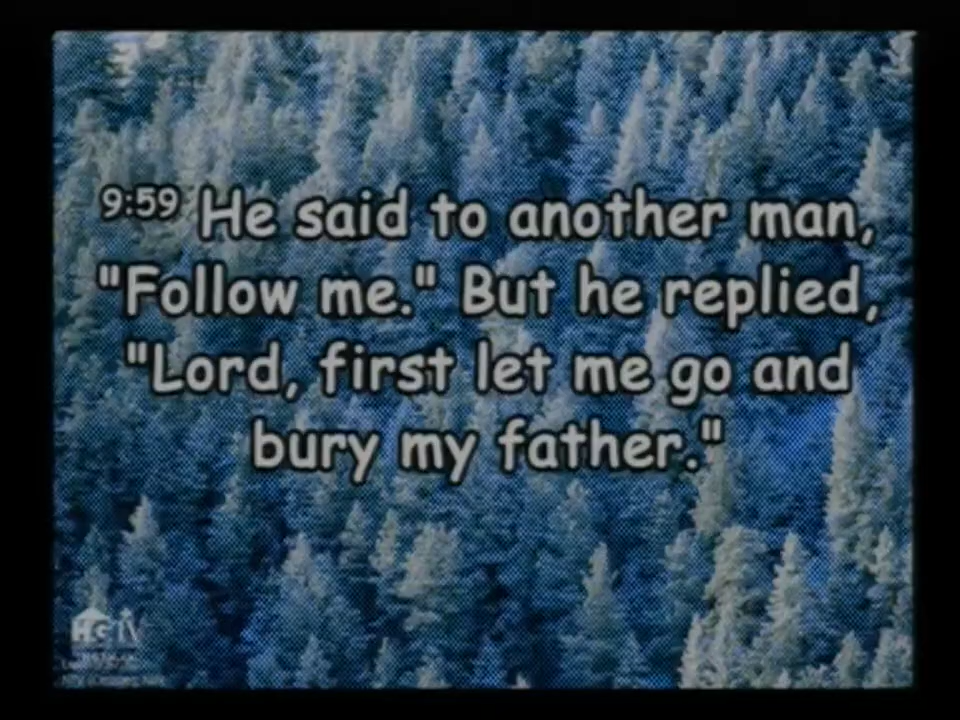 9:59 He said to another man,
"Follow me." But he replied,
"Lord, first let me go and
bury my father."
HGTV